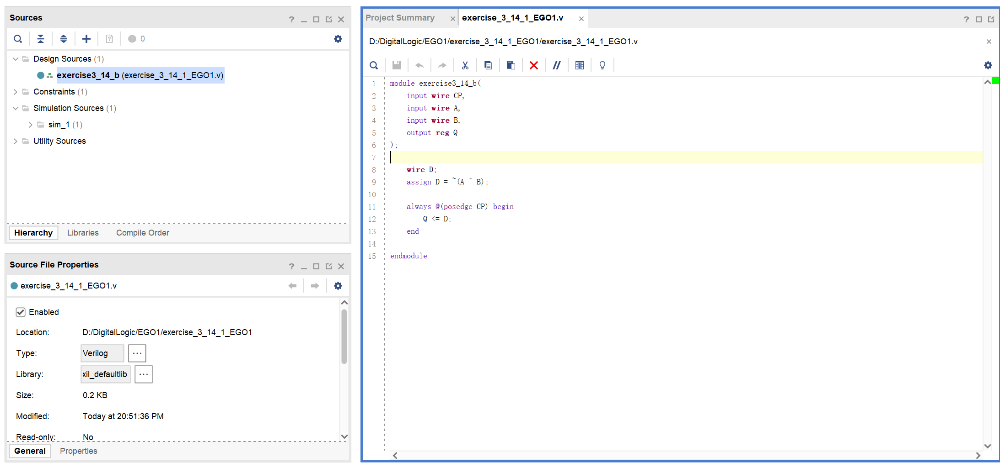 Sources
0
Design Sources (1)
exercise3_14_b (exercise_3_14_1_EGO1.v)
Constraints (1)
Simulation Sources (1)
sim_1 (1)
Utility Sources
Hierarchy Libraries Compile Order
Source File Properties
exercise_3_14_1_EGO1.v
Enabled
Location: D:/DigitalLogic/EGO1/exercise_3_14_1_EGO1
Type: Verilog ...
Library: xil_defaultlib ...
Size: 0.2 KB
Modified: Today at 20:51:36 PM
Read-only: No
General Properties
Project Summary exercise_3_14_1_EGO1.v
D:/DigitalLogic/EGO1/exercise_3_14_1_EGO1/exercise_3_14_1_EGO1.v
1 module exercise3_14_b(
2 input wire CP,
3 input wire A,
4 input wire B,
5 output reg Q
6 );
7
8 wire D;
9 assign D = ~(A ^ B);
10
11 always @(posedge CP) begin
12 Q <= D;
13 end
14
15 endmodule